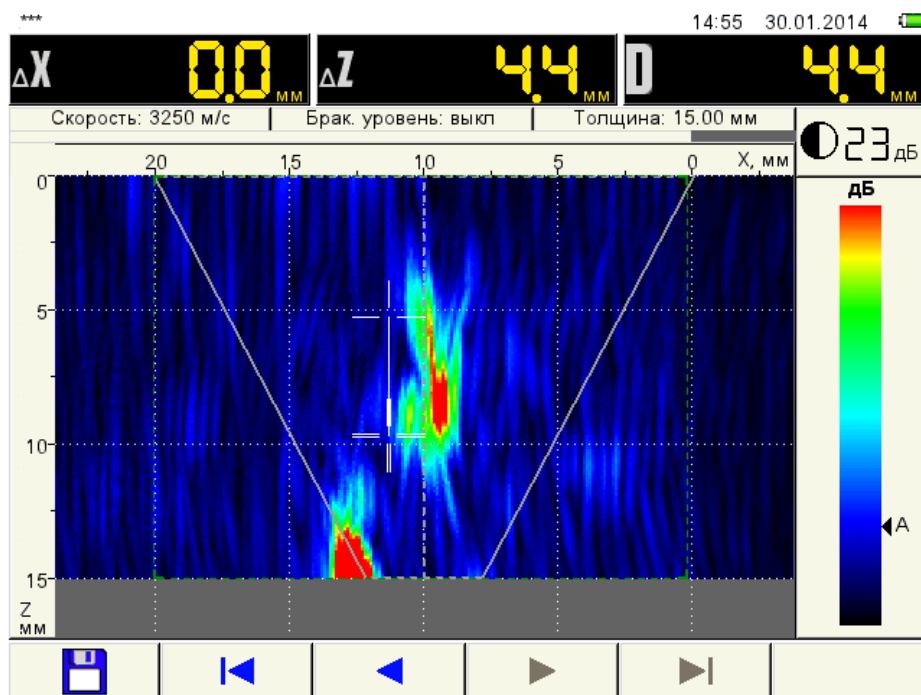 *** 14:55 30.01.2014
ΔX 0.0 мм ΔZ 4.4 мм D 4.4 мм
Скорость: 3250 м/с Брак. уровень: выкл Толщина: 15.00 мм
23 дБ
20 15 10 5 0 X, мм
дБ
0
5
10
A
15
Z
мм